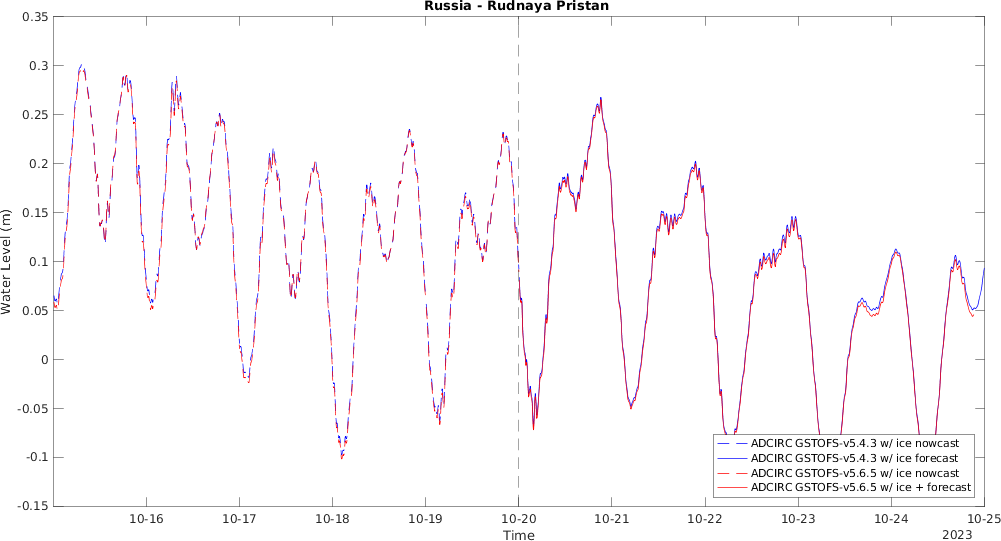 Russia - Rudnaya Pristan
0.35
0.3
0.25
0.2
0.15
0.1
0.05
0
-0.05
-0.1
-0.15
Water Level (m)
ADCIRC GSTOFS-v5.4.3 w/ ice nowcast
ADCIRC GSTOFS-v5.4.3 w/ ice forecast
ADCIRC GSTOFS-v5.6.5 w/ ice nowcast
ADCIRC GSTOFS-v5.6.5 w/ ice + forecast
10-16 10-17 10-18 10-19 10-20 10-21 10-22 10-23 10-24 10-25
Time
2023